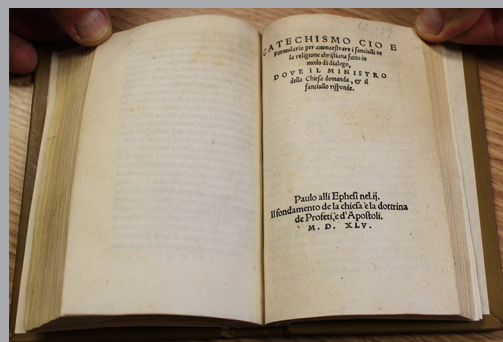 CATECHISMO CIO E
Formulario per ammaestrare i fanciulli ne
la religione christiana fatto in
modo di dialogo,
DOVE IL MINISTRO
della Chiesa domanda, & il
fanciullo risponde.
Paulo alli Ephesi nel.ij.
Il fondamento de la chiesa è la dottrina
de Profeti, e d'Apostoli.
M. D. XLV.